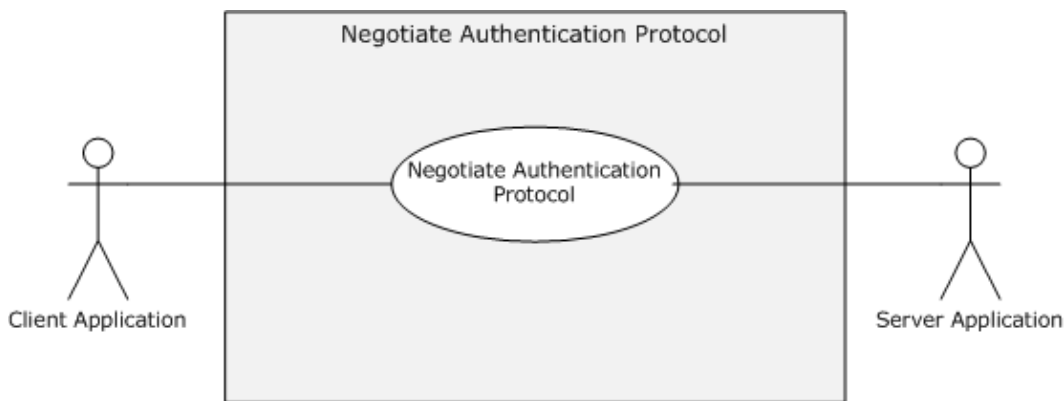 Negotiate Authentication Protocol
Negotiate Authentication
Protocol
Client Application
Server Application